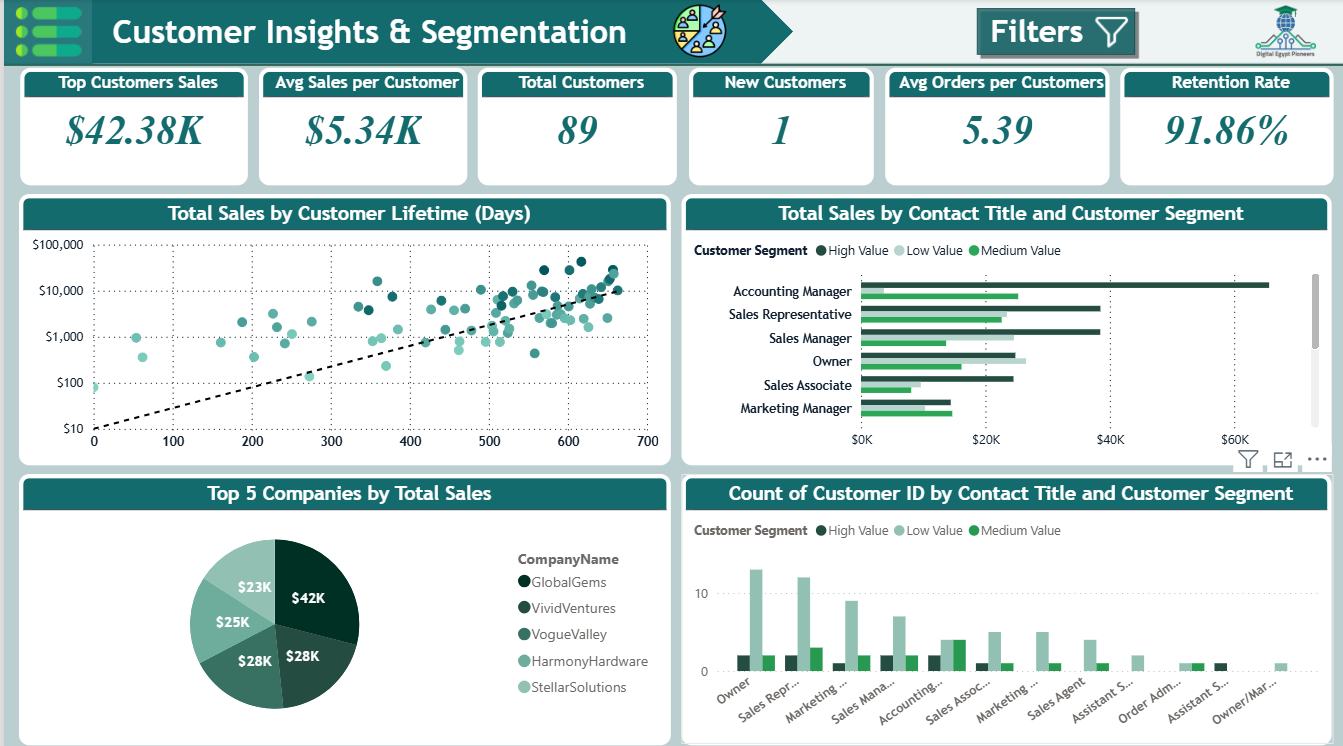 Customer Insights & Segmentation
Filters
Digital Egypt Pioneers
Top Customers Sales
$42.38K
Avg Sales per Customer
$5.34K
Total Customers
89
New Customers
1
Avg Orders per Customers
5.39
Retention Rate
91.86%
Total Sales by Customer Lifetime (Days)
$100,000
$10,000
$1,000
$100
$10
0 100 200 300 400 500 600 700
Total Sales by Contact Title and Customer Segment
Customer Segment High Value Low Value Medium Value
Accounting Manager
Sales Representative
Sales Manager
Owner
Sales Associate
Marketing Manager
$0K $20K $40K $60K
Top 5 Companies by Total Sales
$42K
$28K
$28K
$25K
$23K
CompanyName
GlobalGems
VividVentures
VogueValley
HarmonyHardware
StellarSolutions
Count of Customer ID by Contact Title and Customer Segment
Customer Segment High Value Low Value Medium Value
10
0
Owner
Sales Repr...
Marketing ...
Sales Mana...
Accounting...
Sales Assoc...
Marketing ...
Sales Agent
Assistant S...
Order Adm...
Assistant S...
Owner/Mar...